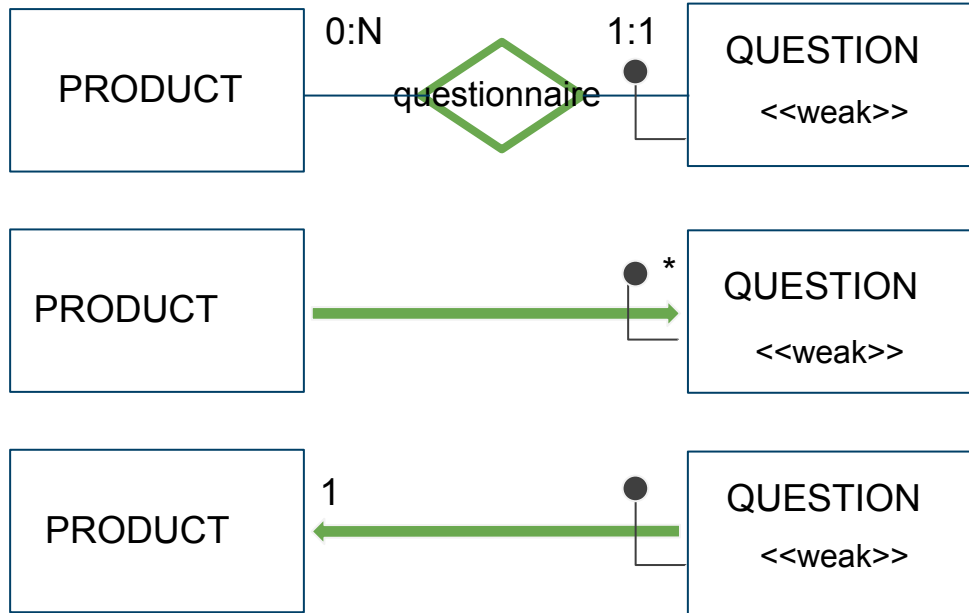 0:N
1:1
PRODUCT
questionnaire
QUESTION
<<weak>>
PRODUCT
*
QUESTION
<<weak>>
PRODUCT
1
QUESTION
<<weak>>